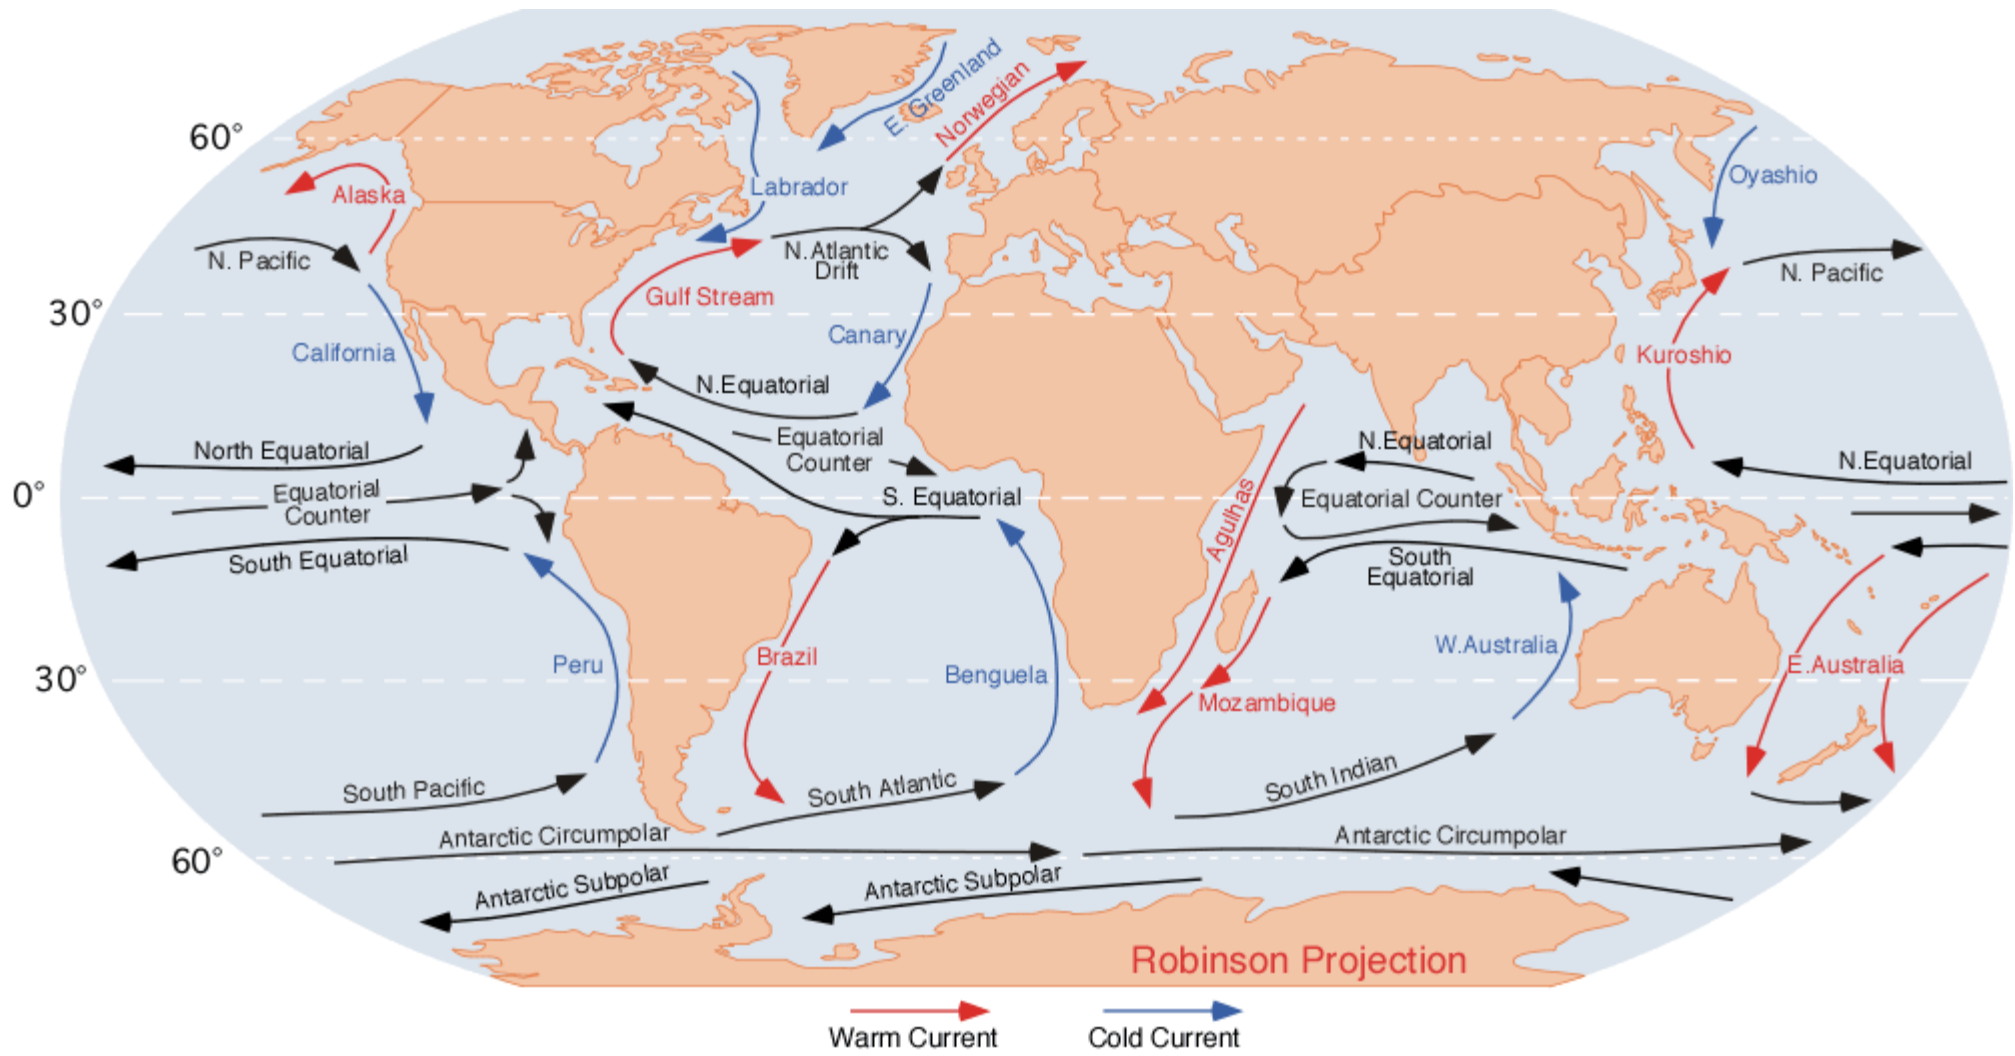 E. Greenland
Norwegian
60°
Labrador
Oyashio
Alaska
N. Pacific
N. Atlantic
Drift
N. Pacific
Gulf Stream
30°
Canary
California
Kuroshio
N.Equatorial
North Equatorial
Equatorial
Counter
N.Equatorial
N.Equatorial
0°
Equatorial
Counter
S. Equatorial
Equatorial Counter
Agulhas
South Equatorial
South
Equatorial
Peru
Brazil
Benguela
W.Australia
E.Australia
30°
Mozambique
South Pacific
South Atlantic
South Indian
Antarctic Circumpolar
Antarctic Circumpolar
60°
Antarctic Subpolar
Antarctic Subpolar
Robinson Projection
Warm Current
Cold Current